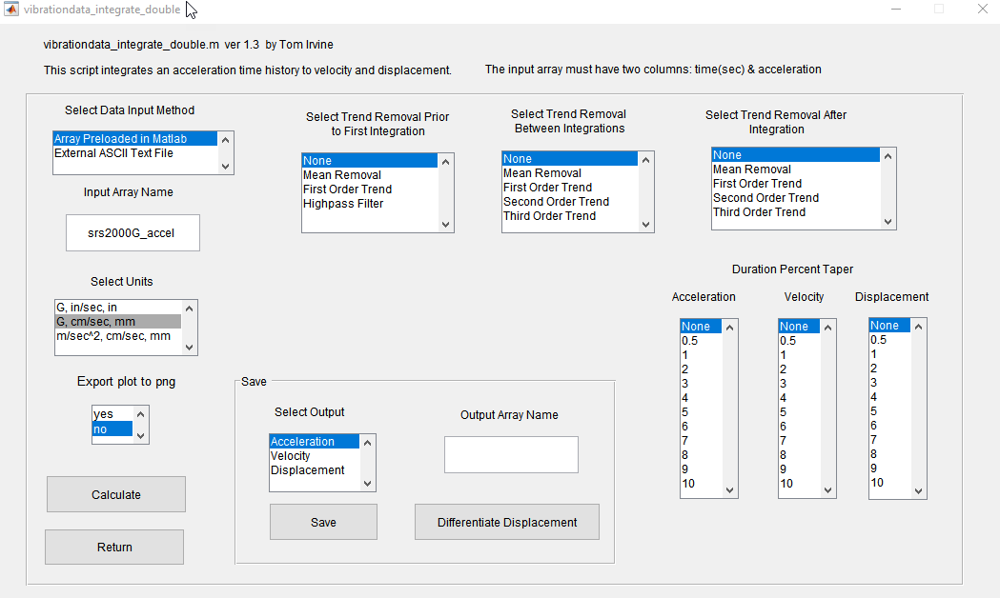 vibrationdata_integrate_double
vibrationdata_integrate_double.m  ver 1.3  by Tom Irvine
This script integrates an acceleration time history to velocity and displacement.
The input array must have two columns: time(sec) & acceleration
Select Data Input Method
Array Preloaded in Matlab
External ASCII Text File
Input Array Name
srs2000G_accel
Select Units
G, in/sec, in
G, cm/sec, mm
m/sec^2, cm/sec, mm
Export plot to png
yes
no
Calculate
Return
Select Trend Removal Prior
to First Integration
None
Mean Removal
First Order Trend
Highpass Filter
Select Trend Removal
Between Integrations
None
Mean Removal
First Order Trend
Second Order Trend
Third Order Trend
Select Trend Removal After
Integration
None
Mean Removal
First Order Trend
Second Order Trend
Third Order Trend
Save
Select Output
Acceleration
Velocity
Displacement
Save
Output Array Name
Differentiate Displacement
Duration Percent Taper
Acceleration
None
0.5
1
2
3
4
5
6
7
8
9
10
Velocity
None
0.5
1
2
3
4
5
6
7
8
9
10
Displacement
None
0.5
1
2
3
4
5
6
7
8
9
10